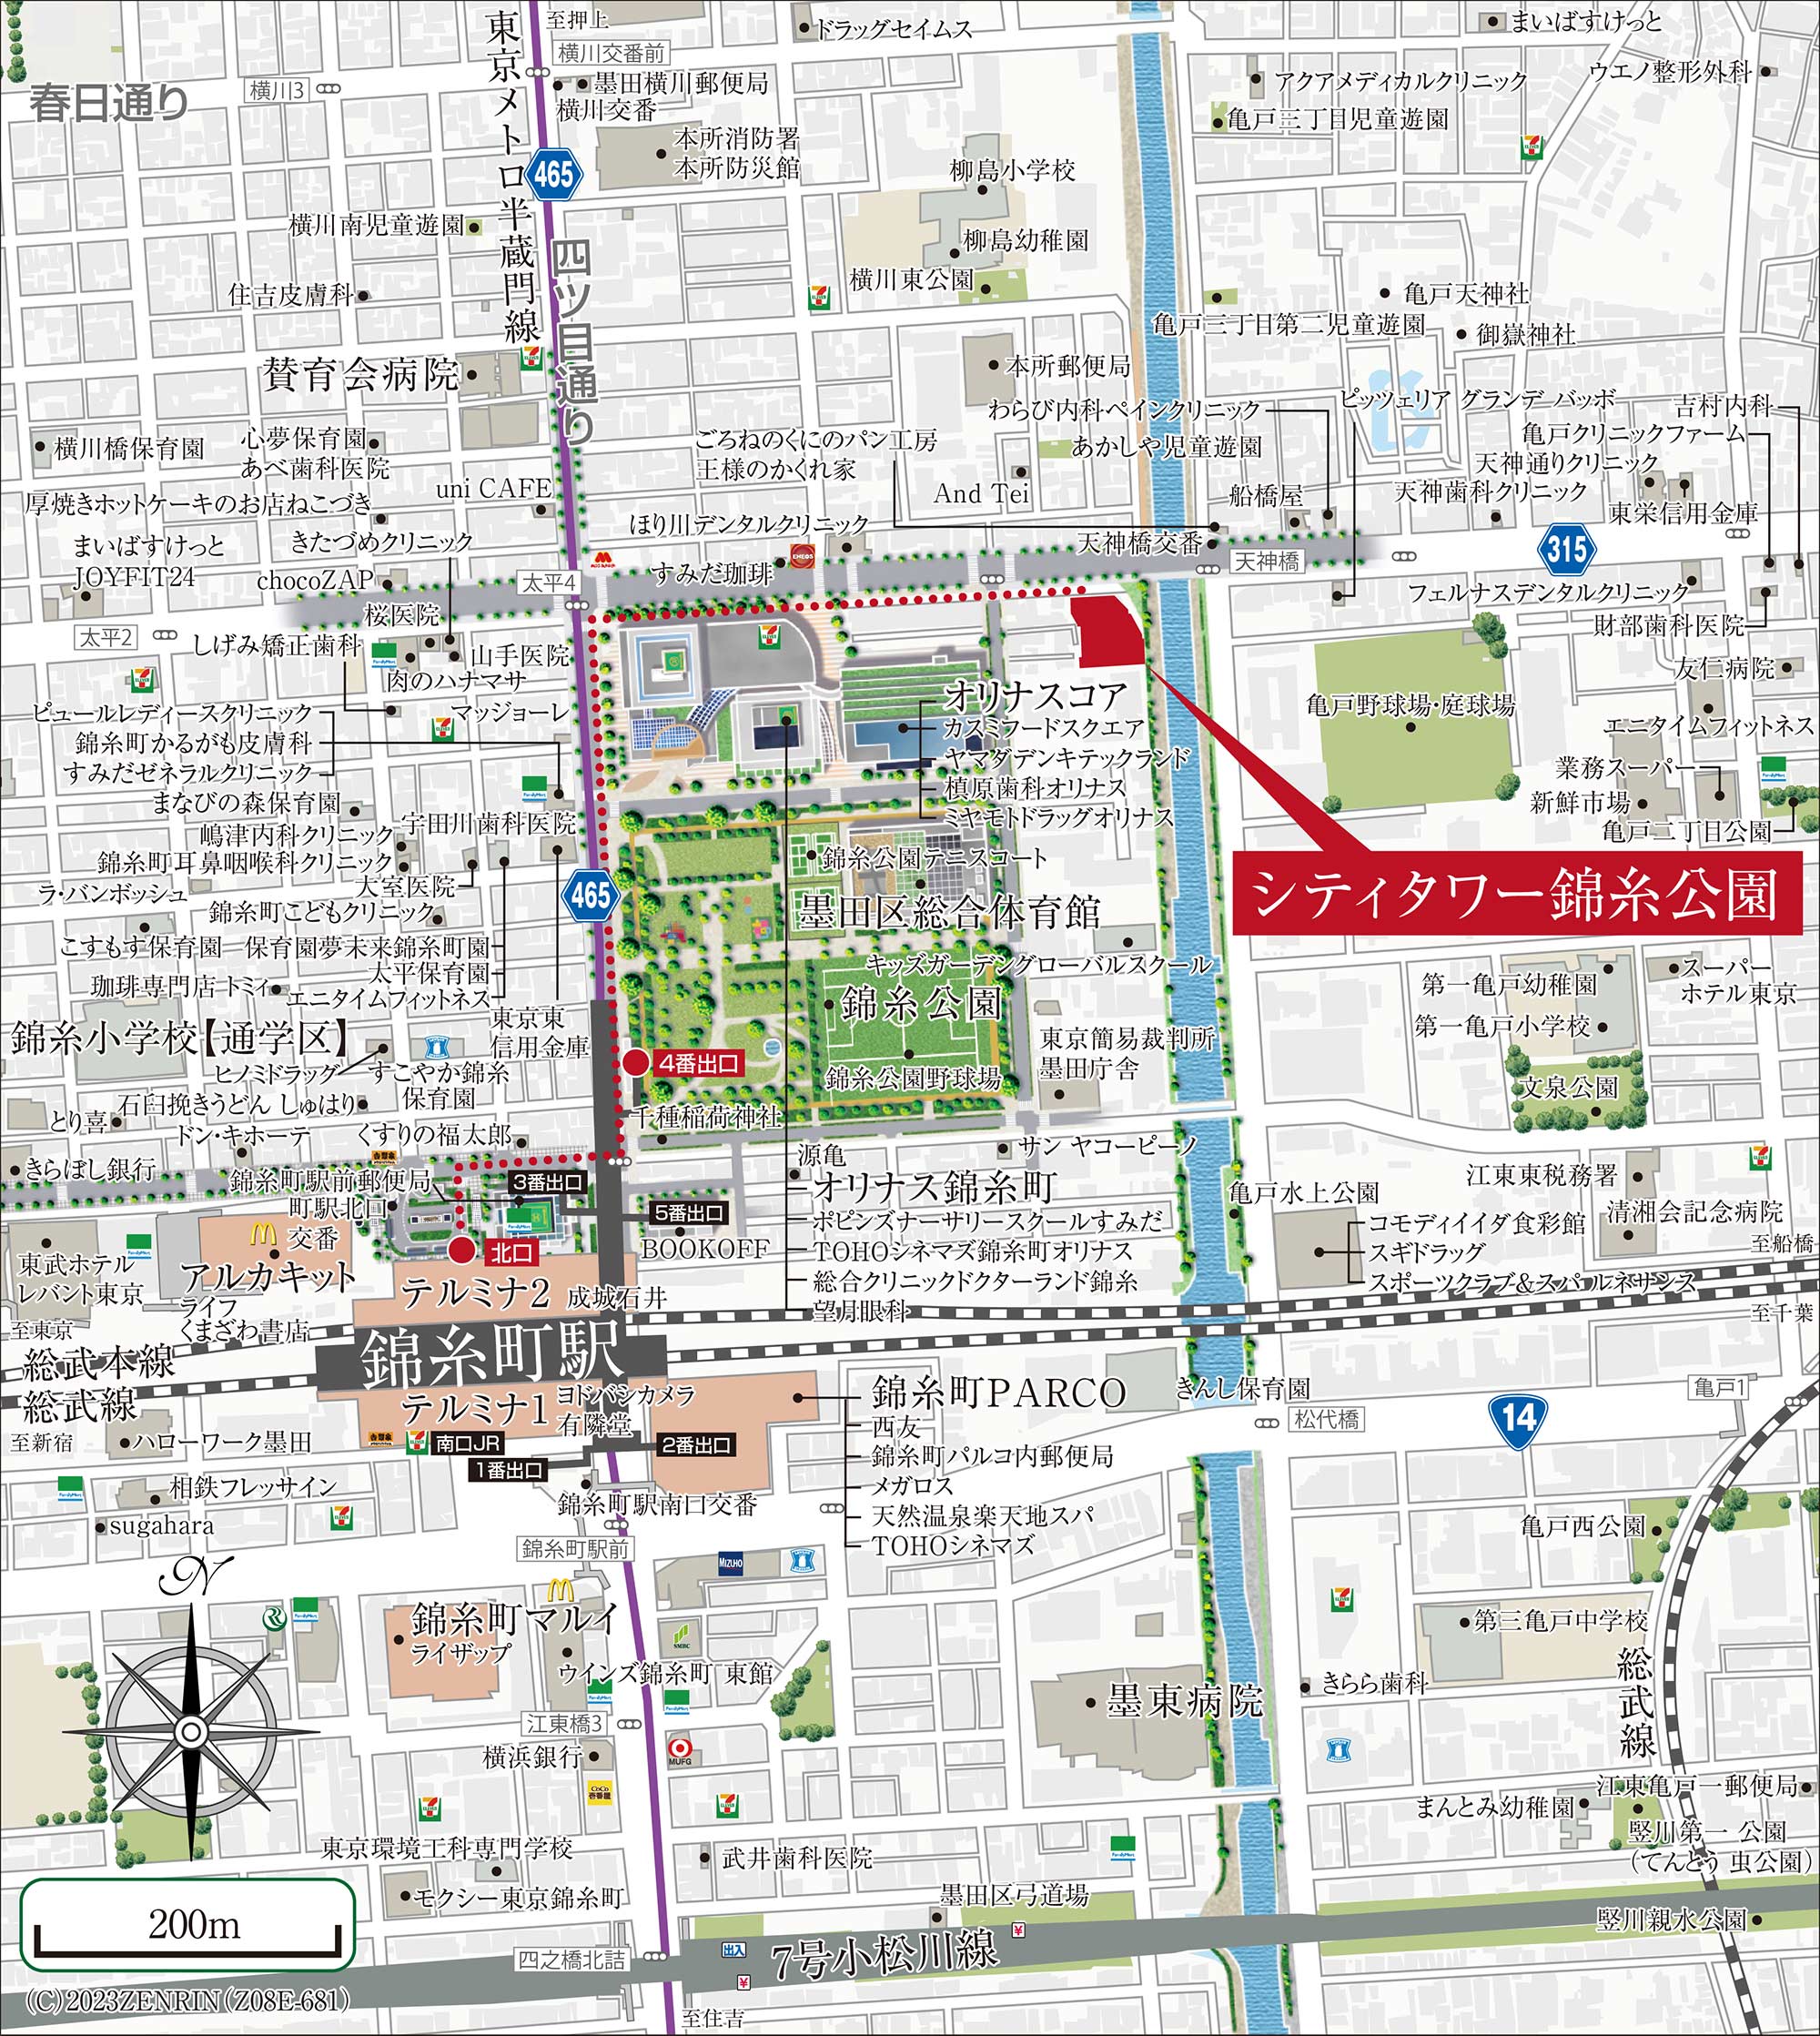 東京メトロ半蔵門線
至押上
横川交番前
ドラッグセイムス
まいばすけっと
春日通り
横川3
墨田横川郵便局
横川交番
アクアメディカルクリニック
ウエノ整形外科
亀戸三丁目児童遊園
本所消防署
本所防災館
465
柳島小学校
横川南児童遊園
四ツ目通り
柳島幼稚園
横川東公園
住吉皮膚科
亀戸天神社
亀戸三丁目第二児童遊園
御嶽神社
賛育会病院
本所郵便局
わらび内科ペインクリニック
ピッツェリア グランデ バッボ
吉村内科
横川橋保育園
心夢保育園
あべ歯科医院
ごろねのくにのパン工房
王様のかくれ家
あかしや児童遊園
亀戸クリニックファーム
天神通りクリニック
天神歯科クリニック
uni CAFE
And Tei
船橋屋
厚焼きホットケーキのお店ねこづき
東栄信用金庫
ほり川デンタルクリニック
天神橋交番
まいばすけっと
JOYFIT24
きたづめクリニック
chocoZAP
太平4
ENEOS
すみだ珈琲
天神橋
315
桜医院
フェルナスデンタルクリニック
太平2
しげみ矯正歯科
山手医院
財部歯科医院
肉のハナマサ
友仁病院
ピュールレディースクリニック
マッジョーレ
オリナスコア
亀戸野球場・庭球場
錦糸町かるがも皮膚科
カスミフードスクエア
エニタイムフィットネス
すみだゼネラルクリニック
ヤマダデンキテックランド
業務スーパー
まなびの森保育園
槙原歯科オリナス
新鮮市場
嶋津内科クリニック
宇田川歯科医院
ミヤモトドラッグオリナス
亀戸二丁目公園
錦糸町耳鼻咽喉科クリニック
錦糸公園テニスコート
シティタワー錦糸公園
ラ・バンボッシュ
大室医院
465
錦糸町こどもクリニック
墨田区総合体育館
こすもす保育園
保育園夢未来錦糸町園
太平保育園
キッズガーデングローバルスクール
第一亀戸幼稚園
スーパー
ホテル東京
珈琲専門店 トミィ
エニタイムフィットネス
錦糸公園
錦糸小学校【通学区】
東京東
信用金庫
東京簡易裁判所
墨田庁舎
第一亀戸小学校
ヒノミドラッグ
すこやか錦糸
保育園
4番出口
錦糸公園野球場
文泉公園
とり喜
石臼挽きうどん しゅはり
千種稲荷神社
ドン・キホーテ
くすりの福太郎
サン ヤコーピーノ
きらぼし銀行
源亀
江東東税務署
錦糸町駅前郵便局
3番出口
オリナス錦糸町
亀戸水上公園
町駅北口
交番
5番出口
ポピンズナーサリースクールすみだ
コモディイイダ食彩館
清湘会記念病院
東武ホテル
レバント東京
北口
BOOKOFF
TOHOシネマズ錦糸町オリナス
スギドラッグ
至船橋
アルカキット
テルミナ2
成城石井
総合クリニックドクターランド錦糸
スポーツクラブ&スパ ルネサンス
ライフ
くまざわ書店
望月眼科
至千葉
至東京
総武本線
錦糸町駅
総武線
テルミナ1
ヨドバシカメラ
有隣堂
錦糸町PARCO
きんし保育園
亀戸1
至新宿
ハローワーク墨田
南口JR
2番出口
西友
松代橋
14
1番出口
錦糸町パルコ内郵便局
相鉄フレッサイン
錦糸町駅南口交番
メガロス
sugahara
天然温泉楽天地スパ
亀戸西公園
錦糸町駅前
TOHOシネマズ
N
MIZUHO
錦糸町マルイ
ライザップ
SMBC
第三亀戸中学校
ウインズ錦糸町 東館
きらら歯科
総武線
墨東病院
江東橋3
横浜銀行
MUFG
CoCo壱番屋
江東亀戸一郵便局
まんとみ幼稚園
竪川第一 公園
（てんとう 虫公園）
東京環境工科専門学校
武井歯科医院
モクシー東京錦糸町
墨田区弓道場
200m
竪川親水公園
四之橋北詰
出入
7号小松川線
¥
¥
(C)2023ZENRIN(Z08E-681)
至住吉